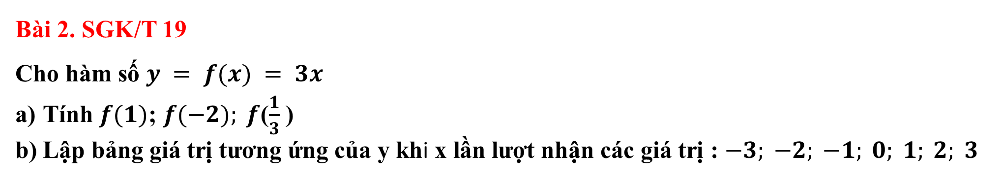 Bài 2. SGK/T 19
Cho hàm số y = f(x) = 3x
a) Tính f(1); f(−2); f(1/3 )
b) Lập bảng giá trị tương ứng của y khi x lần lượt nhận các giá trị : −3; −2; −1; 0; 1; 2; 3